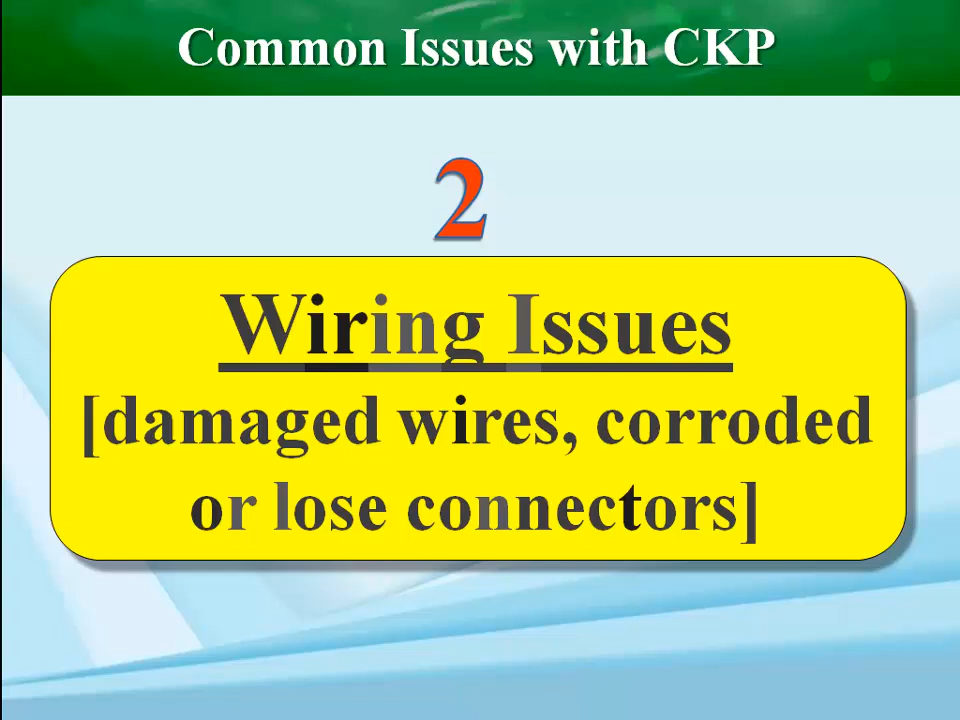 Common Issues with CKP
2
Wiring Issues
[damaged wires, corroded
or lose connectors]